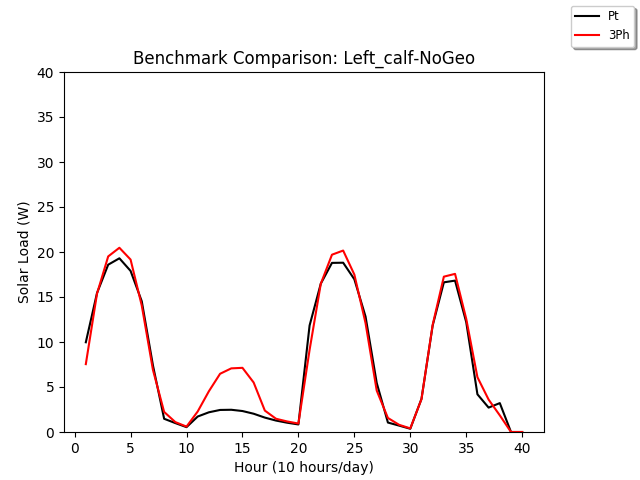 Pt
3Ph
Benchmark Comparison: Left_calf-NoGeo
40
35
30
25
20
15
10
5
0
Solar Load (W)
0 5 10 15 20 25 30 35 40
Hour (10 hours/day)